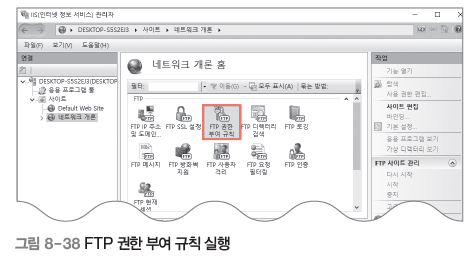 IIS(인터넷 정보 서비스) 관리자
DESKTOP-S5S2EI3 ▸ 사이트 ▸ 네트워크 개론 ▸
파일(F) 보기(V) 도움말(H)
연결
DESKTOP-S5S2EI3(DESKTOP
응용 프로그램 풀
사이트
Default Web Site
네트워크 개론
네트워크 개론 홈
필터: 이동(G) 모두 표시(A) 묶는 방법:
FTP
FTP IP 주소 및 도메인...
FTP SSL 설정
FTP 권한 부여 규칙
FTP 디렉터리 검색
FTP 로깅
FTP 메시지
FTP 방화벽 지원
FTP 사용자 격리
FTP 요청 필터링
FTP 인증
FTP 현재 세션
작업
기능 열기
탐색
사용 권한 편집...
사이트 편집
바인딩...
기본 설정...
응용 프로그램 보기
가상 디렉터리 보기
FTP 사이트 관리
다시 시작
시작
중지
그림 8-38 FTP 권한 부여 규칙 실행